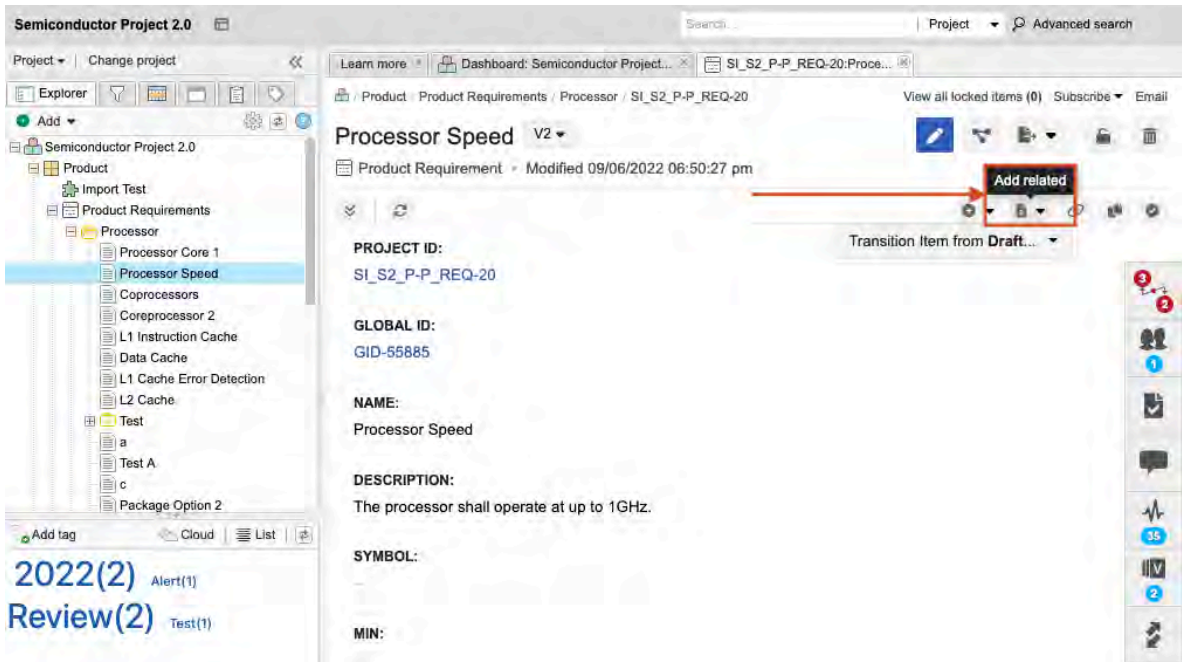 Semiconductor Project 2.0
Search...
Project
Advanced search
Project
Change project
Learn more
Dashboard: Semiconductor Project...
SI_S2_P-P_REQ-20:Proce...
Explorer
/ Product / Product Requirements / Processor / SI_S2_P-P_REQ-20
View all locked items (0) Subscribe Email
Add
Processor Speed V2
Semiconductor Project 2.0
Product
Product Requirement • Modified 09/06/2022 06:50:27 pm
Import Test
Add related
Product Requirements
Processor
Processor Core 1
Processor Speed
Coprocessors
Coreprocessor 2
L1 Instruction Cache
Data Cache
L1 Cache Error Detection
L2 Cache
Test
a
Test A
c
Package Option 2
Transition Item from Draft...
PROJECT ID:
SI_S2_P-P_REQ-20
GLOBAL ID:
GID-55885
NAME:
Processor Speed
DESCRIPTION:
The processor shall operate at up to 1GHz.
SYMBOL:
MIN:
3
2
1
35
V
2
Add tag
Cloud
List
2022(2) Alert(1)
Review(2) Test(1)